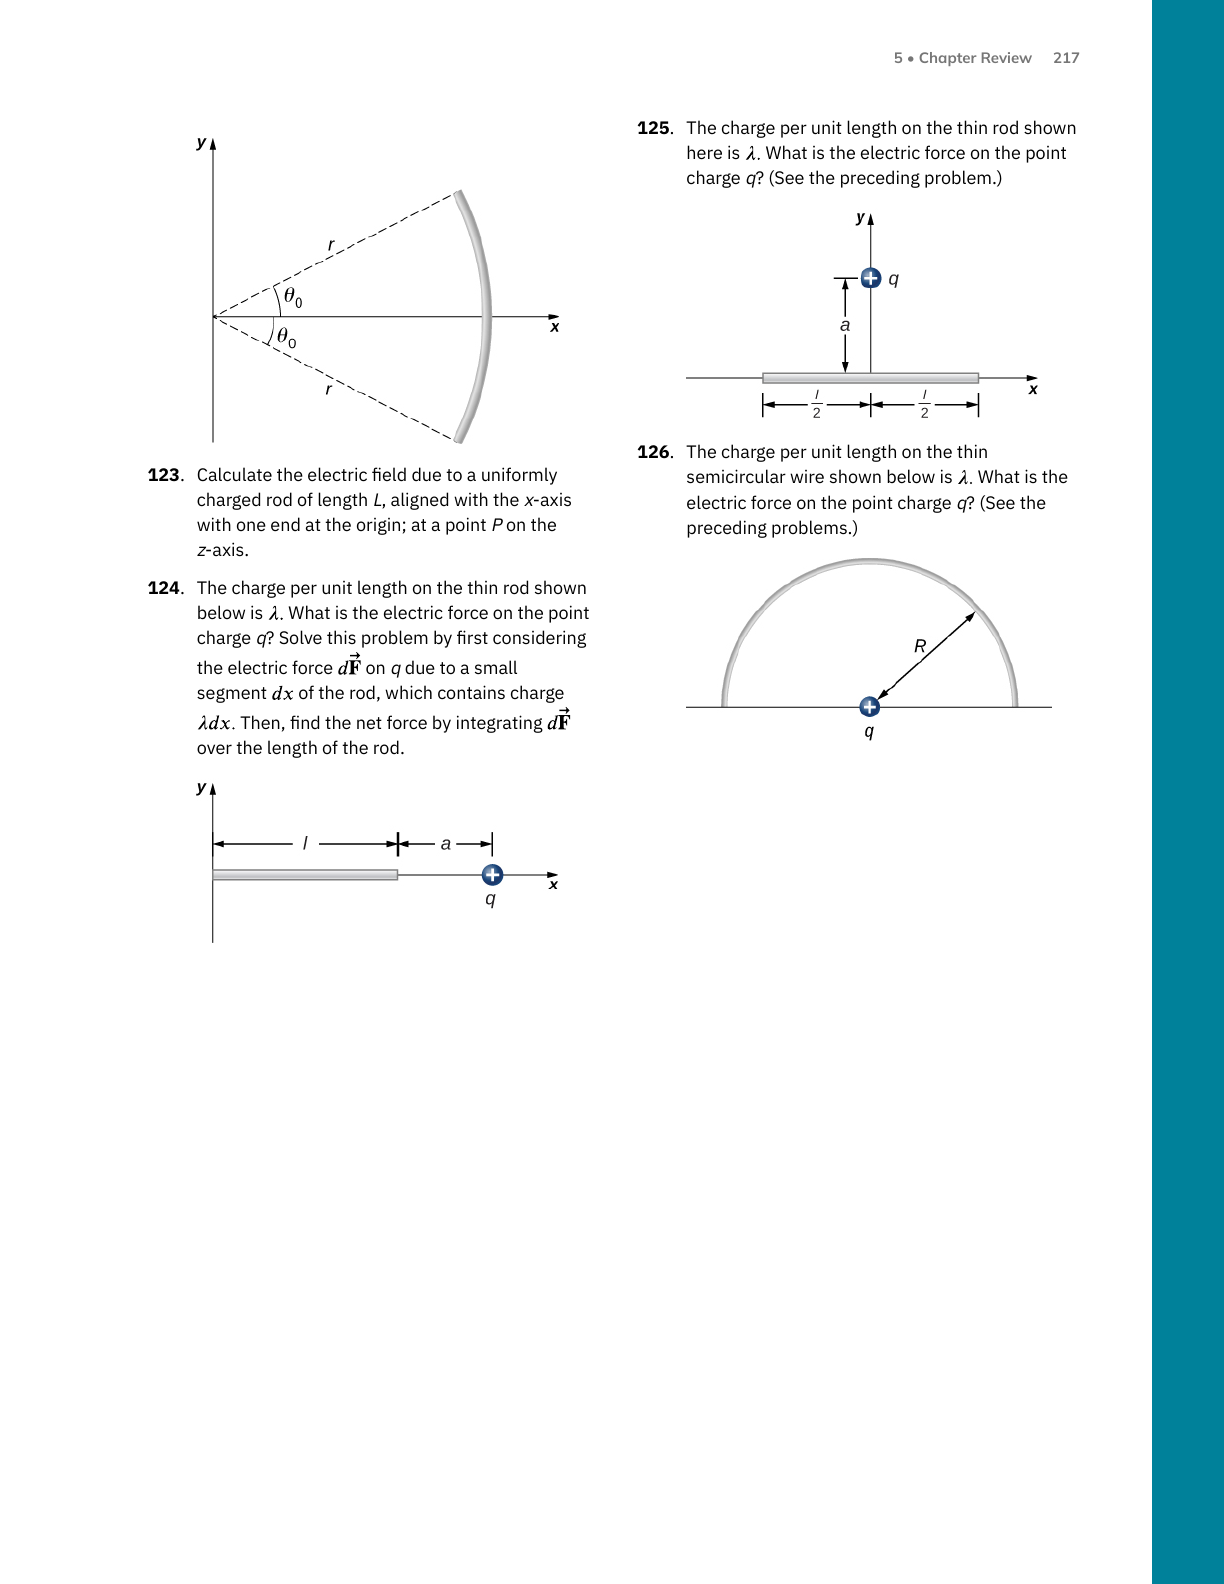 5 • Chapter Review 217
y
r
θ0
x
θ0
r
123. Calculate the electric field due to a uniformly
charged rod of length L, aligned with the x-axis
with one end at the origin; at a point P on the
z-axis.
124. The charge per unit length on the thin rod shown
below is λ. What is the electric force on the point
charge q? Solve this problem by first considering
the electric force dF⃗ on q due to a small
segment dx of the rod, which contains charge
λdx. Then, find the net force by integrating dF⃗
over the length of the rod.
y
l a
x
q
125. The charge per unit length on the thin rod shown
here is λ. What is the electric force on the point
charge q? (See the preceding problem.)
y
q
a
x
l/2 l/2
126. The charge per unit length on the thin
semicircular wire shown below is λ. What is the
electric force on the point charge q? (See the
preceding problems.)
R
q